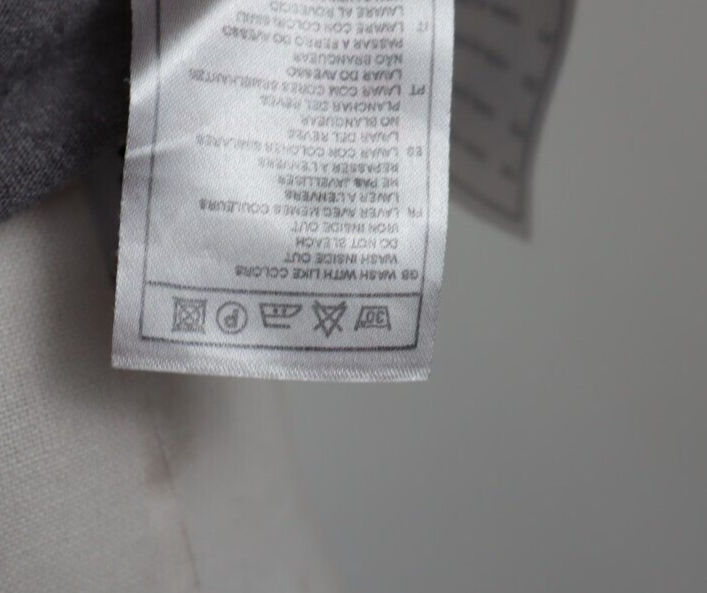 30 P
GB WASH WITH LIKE COLORS
WASH INSIDE OUT
DO NOT BLEACH
IRON INSIDE OUT
FR LAVER AVEC MEMES COULEURS
LAVER A L'ENVERS
NE PAS JAVELLISER
REPASSER A L'ENVERS
ES LAVAR CON COLORES SIMILARES
LAVAR DEL REVES
NO BLANQUEAR
PLANCHAR DEL REVES
PT LAVAR COM CORES SEMELHANTES
LAVAR DO AVESSO
NÃO BRANQUEAR
PASSAR A FERRO DO AVESSO
IT LAVARE CON COLORI SIMILI
LAVARE AL ROVESCIO